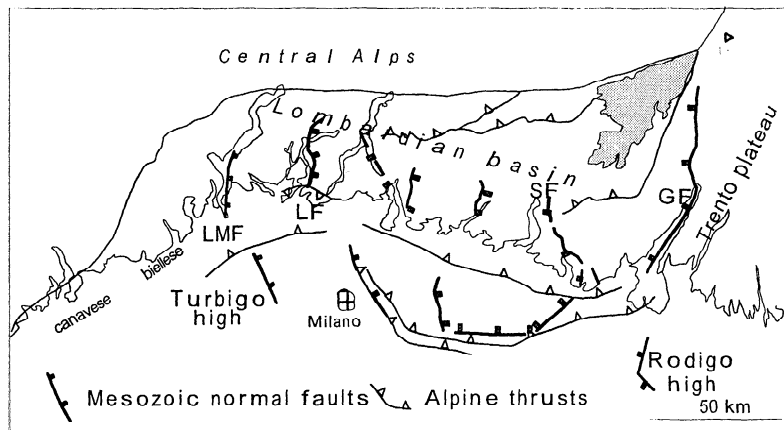 Central Alps
Lombardian basin
SF
GF
Trento plateau
LMF
LF
biellese
canavese
Turbigo
high
Milano
Rodigo
high
Mesozoic normal faults
Alpine thrusts
50 km